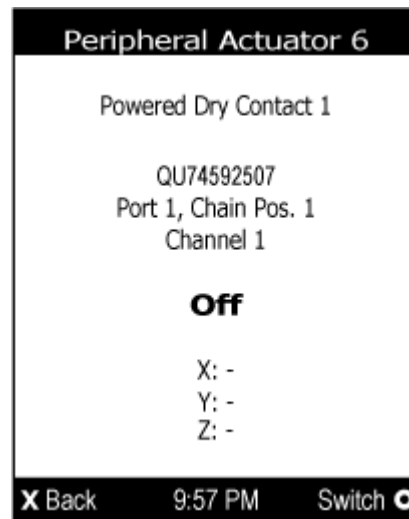 Peripheral Actuator 6
Powered Dry Contact 1
QU74592507
Port 1, Chain Pos. 1
Channel 1
Off
X: -
Y: -
Z: -
X Back 9:57 PM Switch O